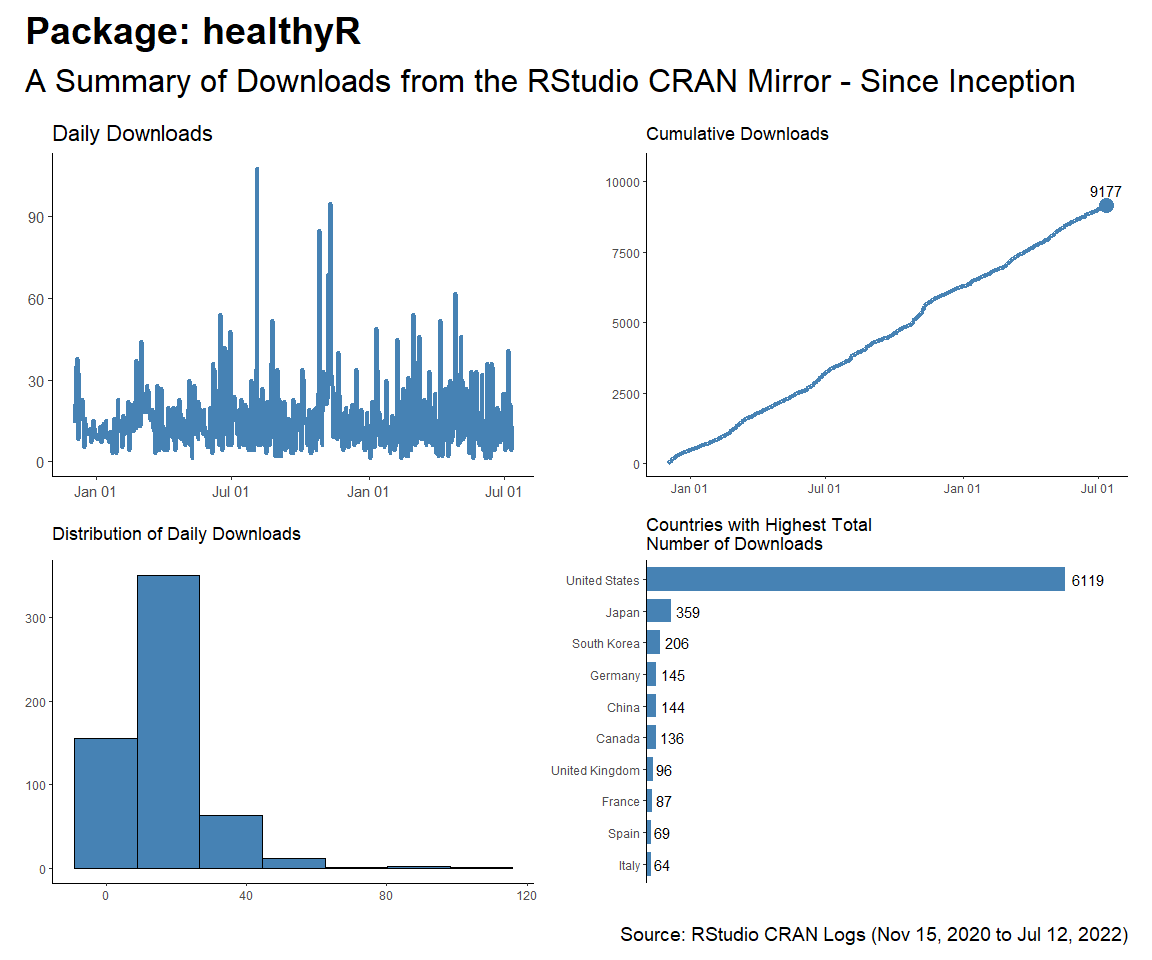 Package: healthyR
A Summary of Downloads from the RStudio CRAN Mirror - Since Inception
Daily Downloads
90
60
30
0
Jan 01 Jul 01 Jan 01 Jul 01
Cumulative Downloads
10000
7500
5000
2500
0
9177
Jan 01 Jul 01 Jan 01 Jul 01
Distribution of Daily Downloads
300
200
100
0
0 40 80 120
Countries with Highest Total
Number of Downloads
United States 6119
Japan 359
South Korea 206
Germany 145
China 144
Canada 136
United Kingdom 96
France 87
Spain 69
Italy 64
Source: RStudio CRAN Logs (Nov 15, 2020 to Jul 12, 2022)